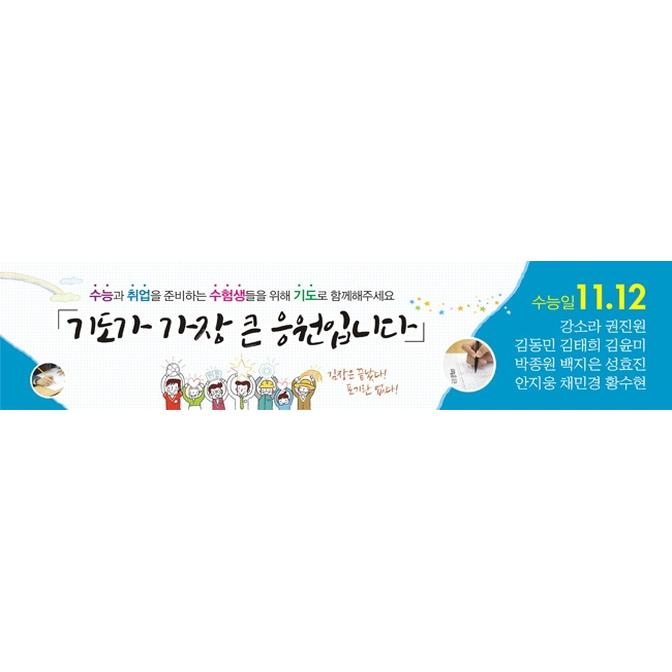 수능과 취업을 준비하는 수험생들을 위해 기도로 함께해주세요
「기도가 가장 큰 응원입니다」
김장은 끝났다!
포기란 없다!
수능일 11.12
강소라 권진원
김동민 김태희 김윤미
박종원 백지은 성효진
안지웅 채민경 황수현